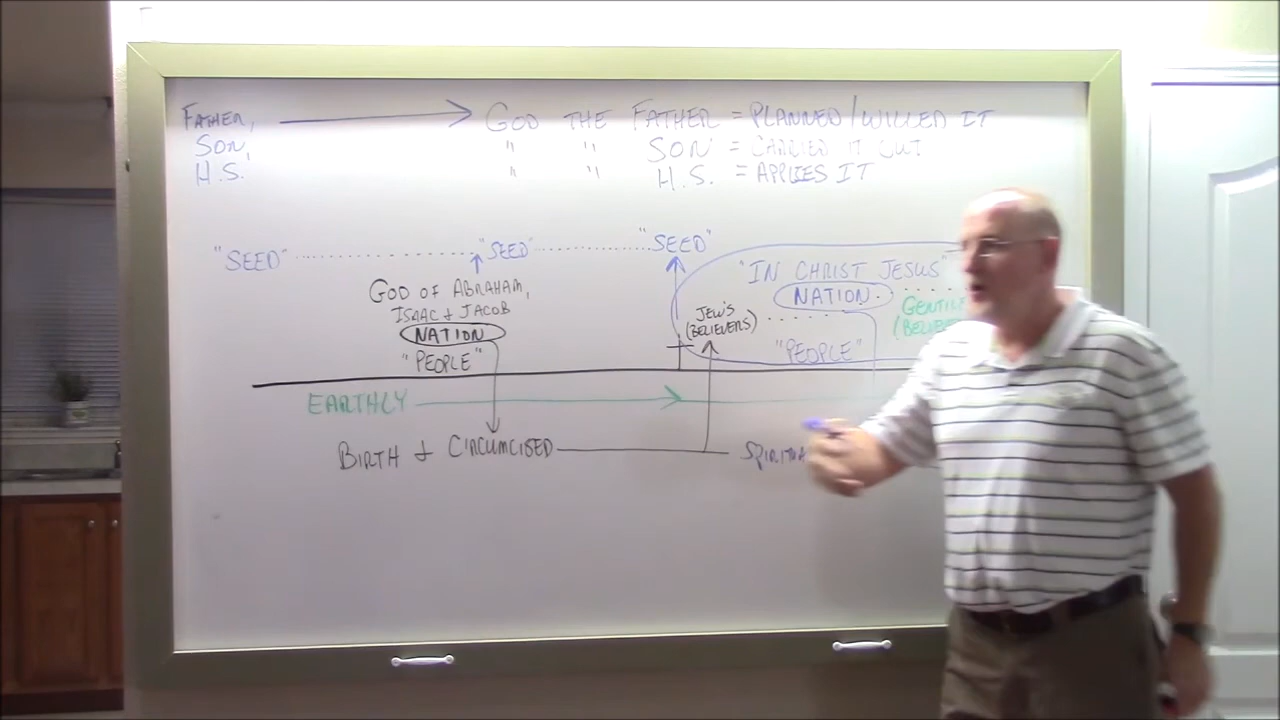 FATHER, GOD THE FATHER = PLANNED/WILLED IT
SON, " " SON = CARRIED IT OUT
H.S. " " H.S. = APPLIES IT
"SEED" "SEED" "SEED"
GOD OF ABRAHAM,
ISAAC + JACOB
NATION
"PEOPLE"
JEWS
(BELIEVERS)
"IN CHRIST JESUS"
NATION
"PEOPLE"
EARTHLY
BIRTH + CIRCUMCISED